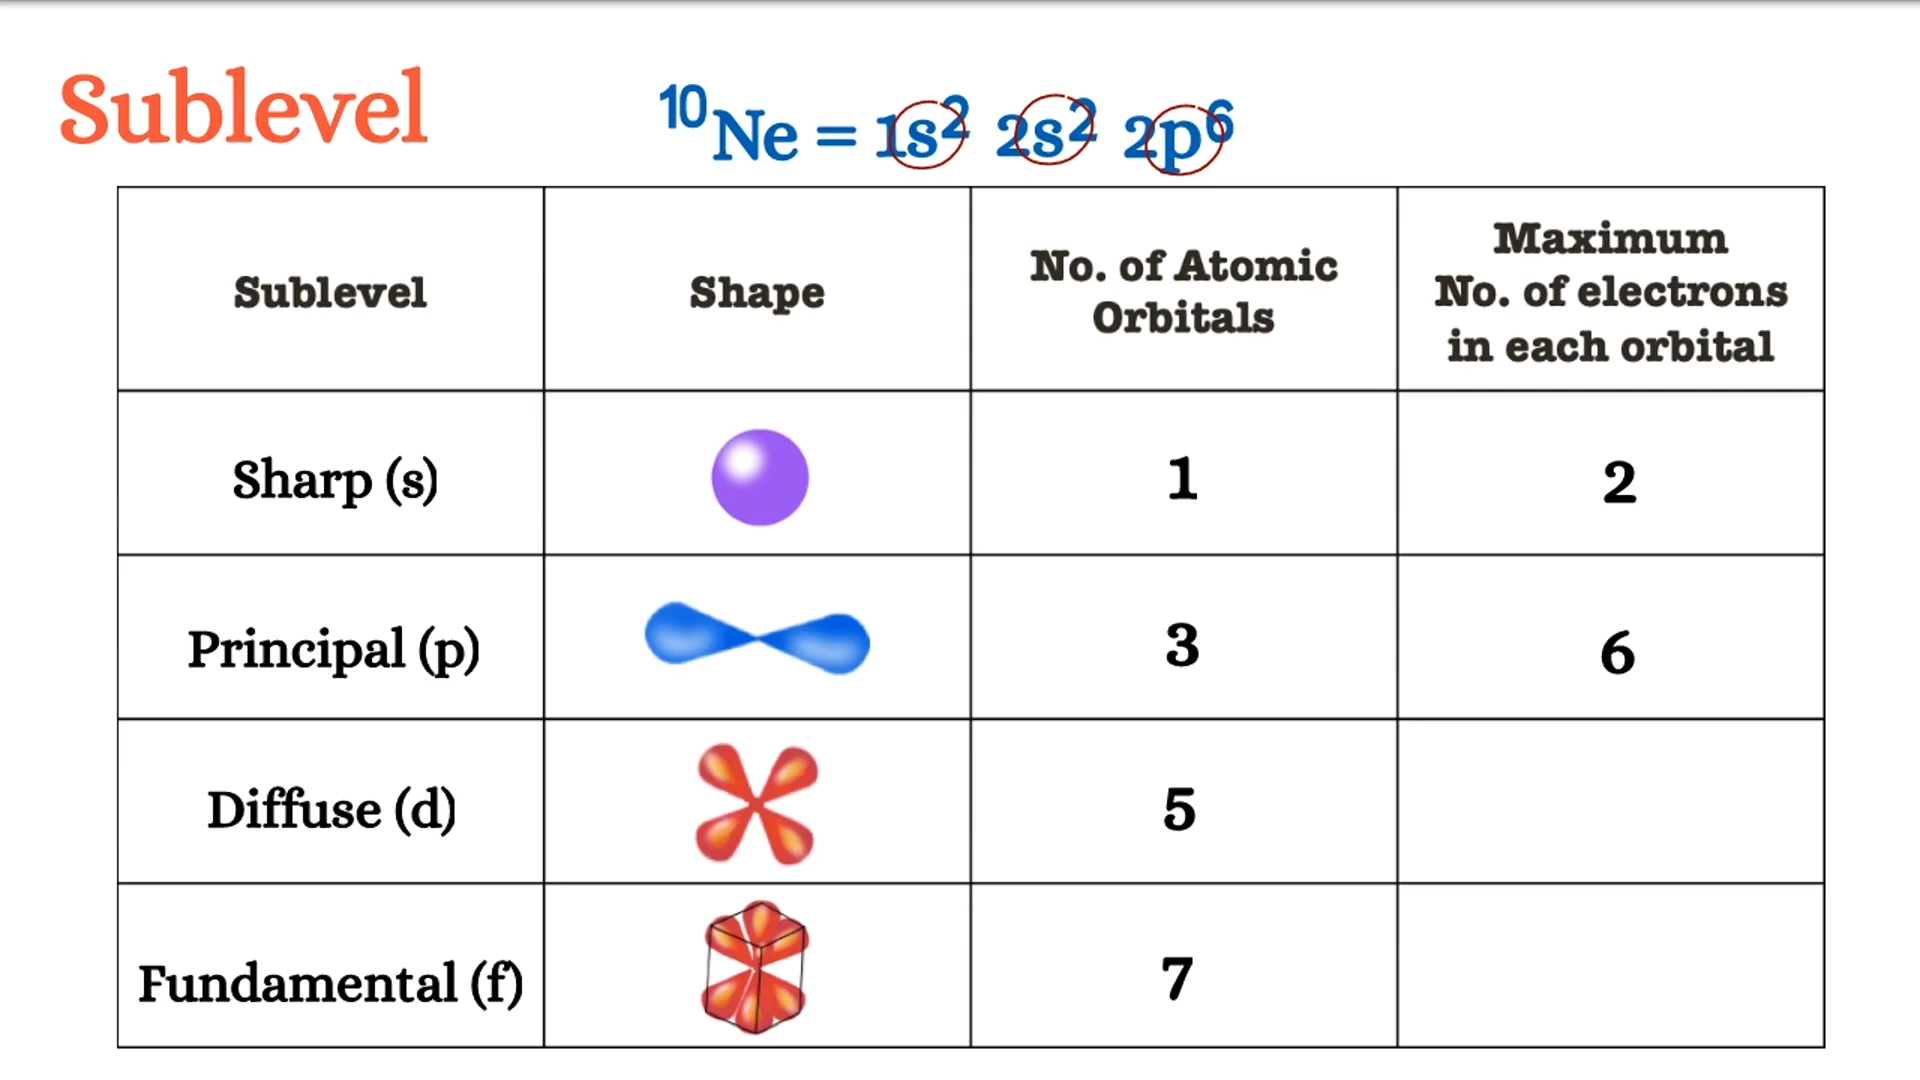 Sublevel
¹⁰Ne = 1s² 2s² 2p⁶
Sublevel
Shape
No. of Atomic
Orbitals
Maximum
No. of electrons
in each orbital
Sharp (s)
1
2
Principal (p)
3
6
Diffuse (d)
5
Fundamental (f)
7